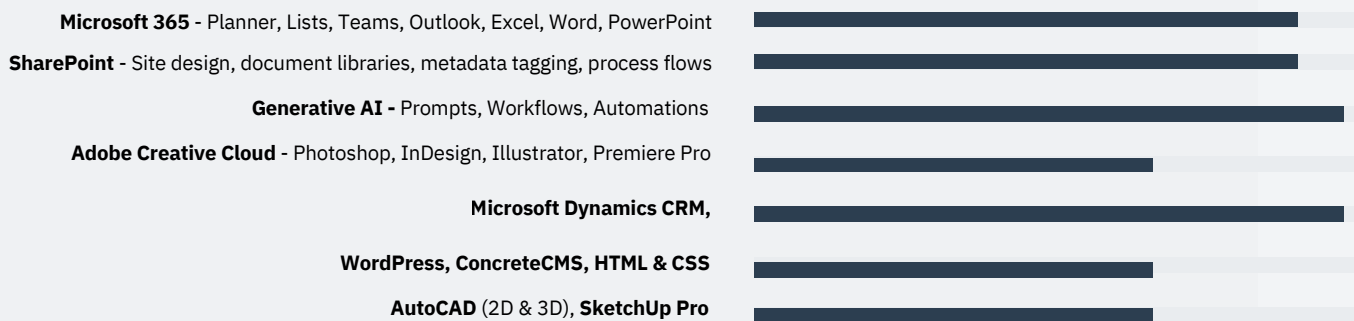 Microsoft 365 - Planner, Lists, Teams, Outlook, Excel, Word, PowerPoint
SharePoint - Site design, document libraries, metadata tagging, process flows
Generative AI - Prompts, Workflows, Automations
Adobe Creative Cloud - Photoshop, InDesign, Illustrator, Premiere Pro
Microsoft Dynamics CRM,
WordPress, ConcreteCMS, HTML & CSS
AutoCAD (2D & 3D), SketchUp Pro